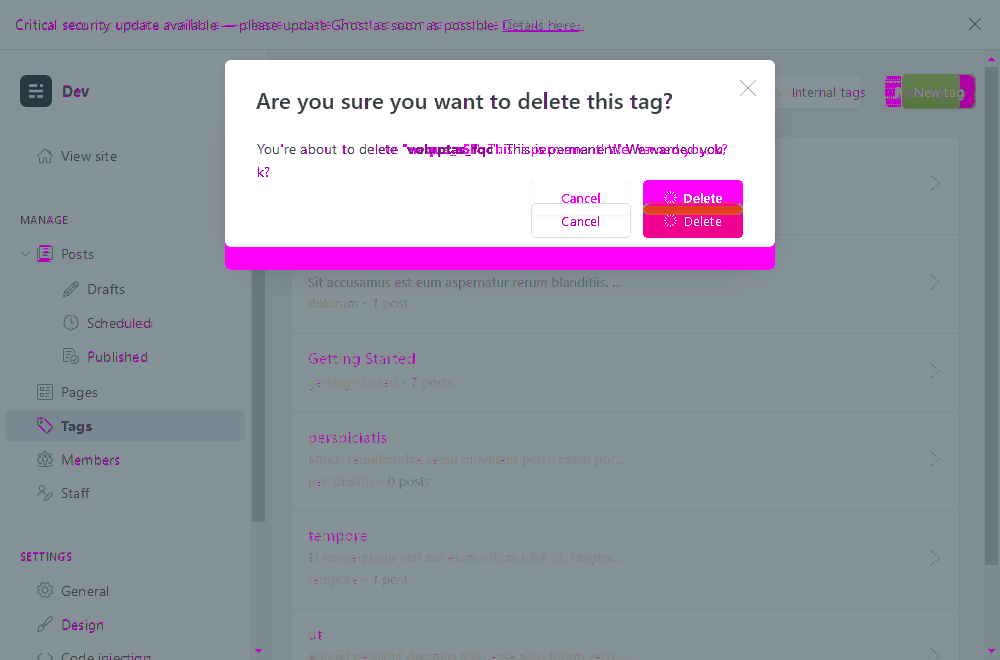 Critical security update available — please update Ghost as soon as possible. Details here.
Dev
View site
MANAGE
Posts
Drafts
Scheduled
Published
Pages
Tags
Members
Staff
SETTINGS
General
Design
Code injection
Internal tags
New tag
Are you sure you want to delete this tag?
You're about to delete "voluptas This is permanent! We warned you,
k?
Cancel
Delete
Cancel
Delete
Sit accusamus est eum aspernatur rerum blanditiis. ...
dolorum • 1 post
Getting Started
getting-started • 7 posts
perspiciatis
Minus repudiandae sequi provident porro natus por...
perspiciatis • 0 posts
tempore
Et consequatur sint aut enim officia nihil sit. Magna...
tempore • 1 post
ut